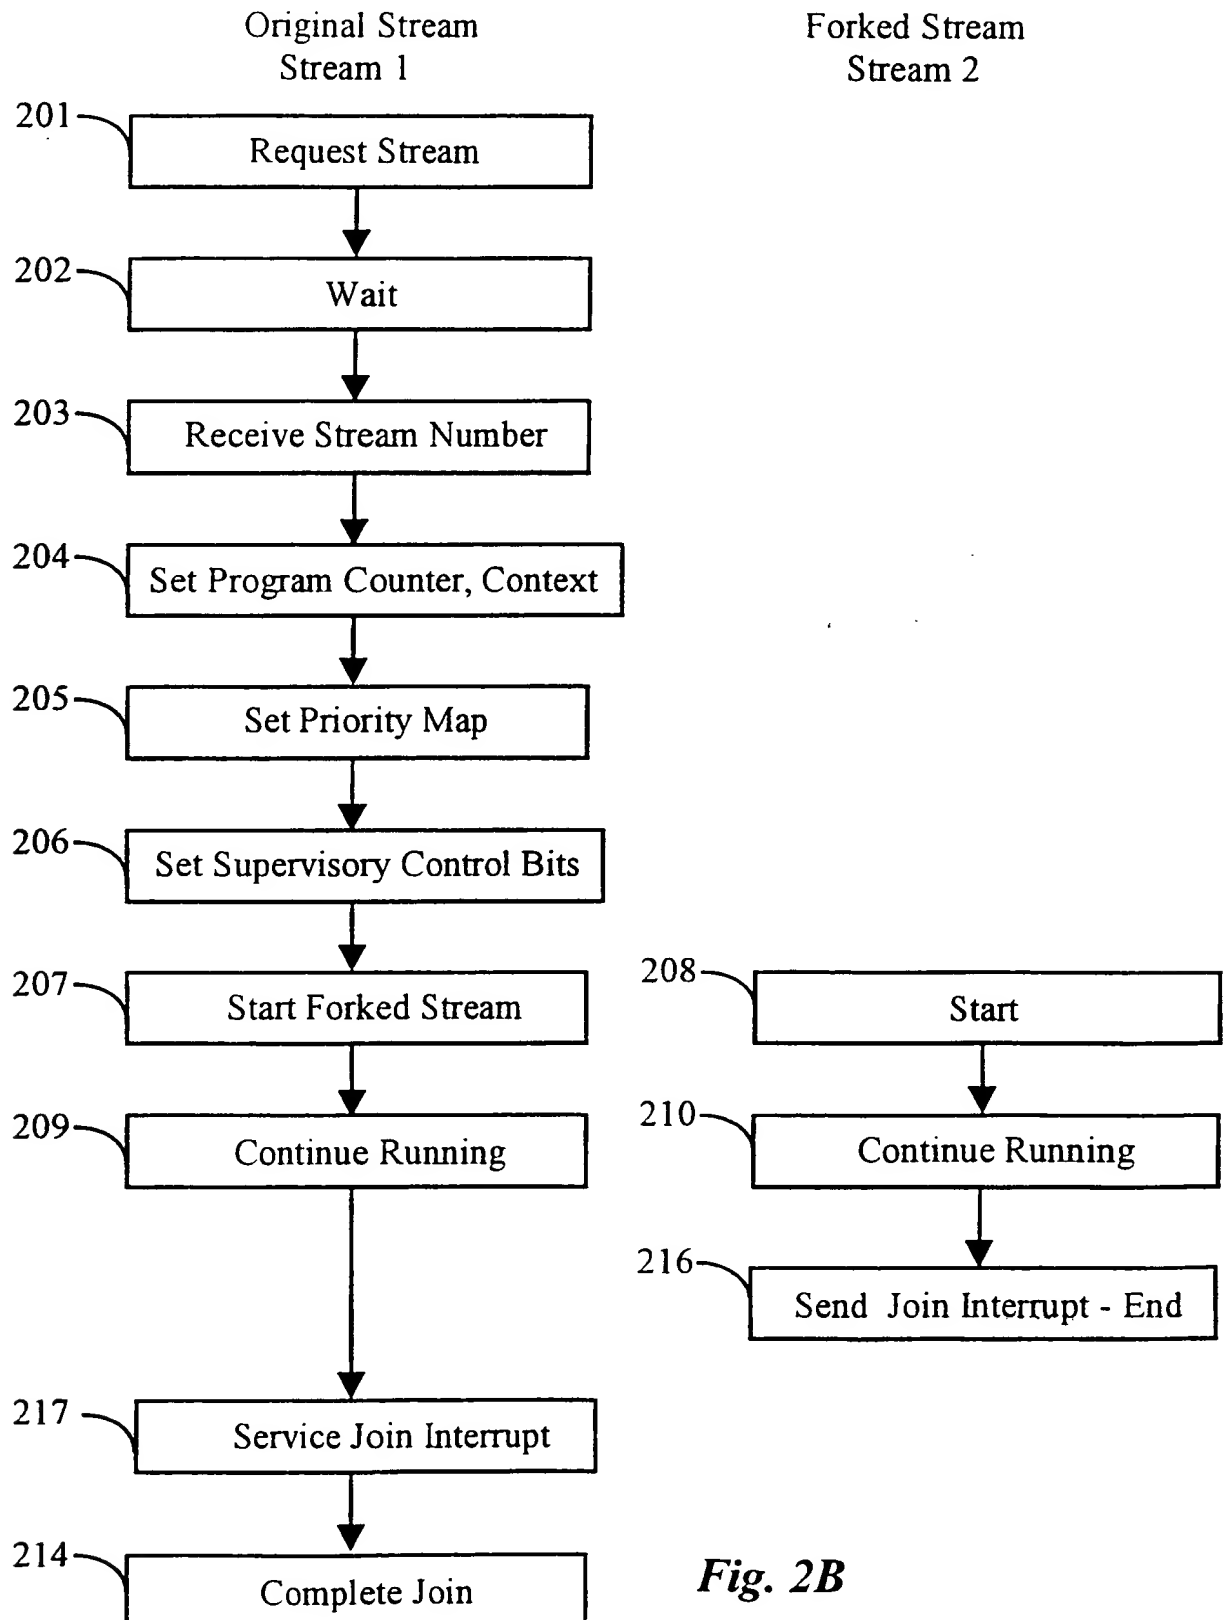 Original Stream
Stream 1
Forked Stream
Stream 2
201
Request Stream
202
Wait
203
Receive Stream Number
204
Set Program Counter, Context
205
Set Priority Map
206
Set Supervisory Control Bits
207
Start Forked Stream
208
Start
209
Continue Running
210
Continue Running
216
Send Join Interrupt - End
217
Service Join Interrupt
214
Complete Join
Fig. 2B